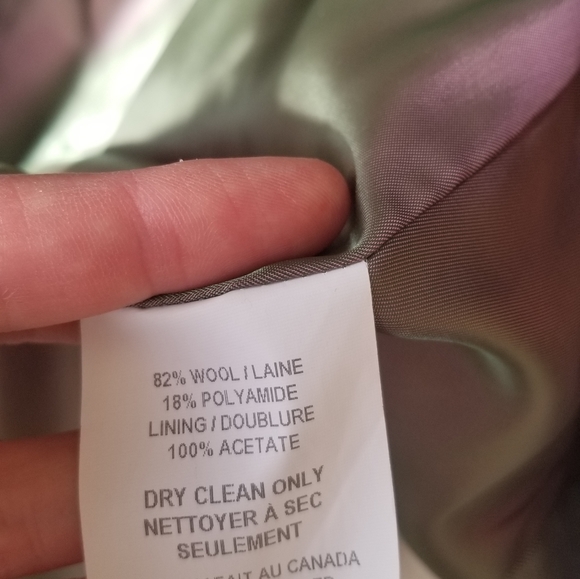 82% WOOL / LAINE
18% POLYAMIDE
LINING / DOUBLURE
100% ACETATE
DRY CLEAN ONLY
NETTOYER À SEC
SEULEMENT
AU CANADA